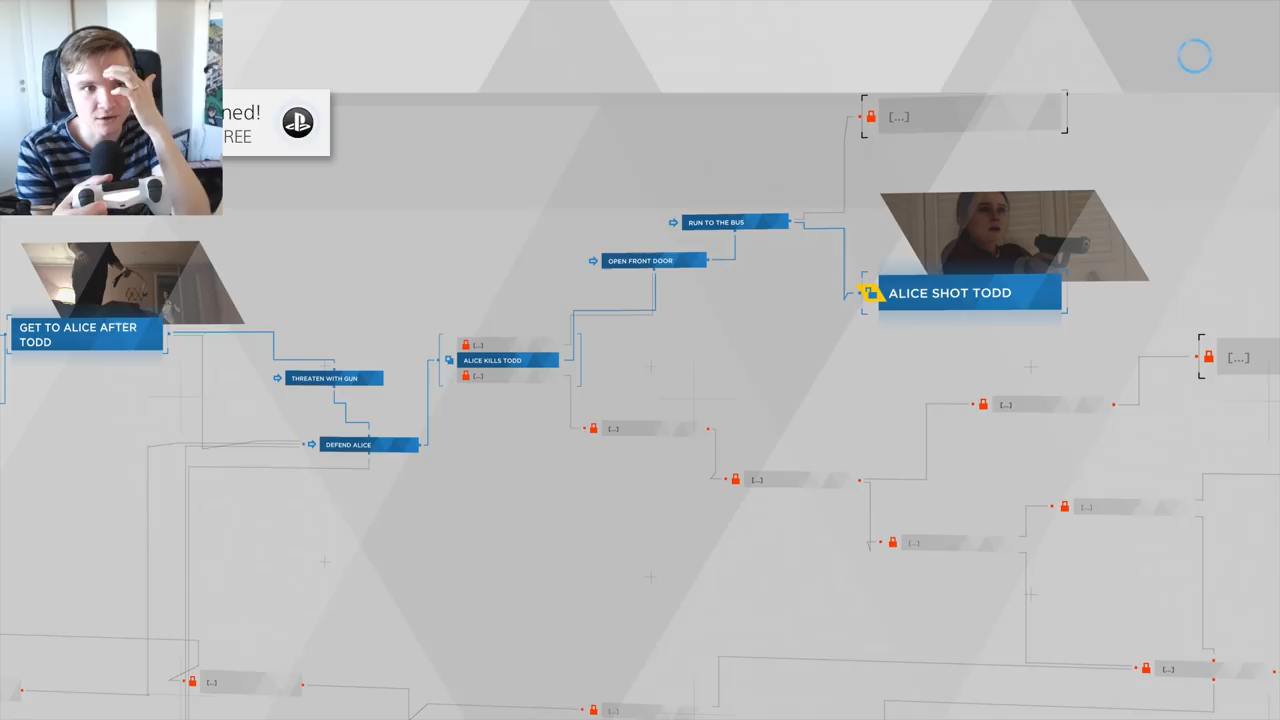 ned!
REE
[...]
RUN TO THE BUS
OPEN FRONT DOOR
ALICE SHOT TODD
GET TO ALICE AFTER
TODD
[...]
ALICE KILLS TODD
[...]
[...]
THREATEN WITH GUN
[...]
[...]
DEFEND ALICE
[...]
[...]
[...]
[...]
[...]
[...]